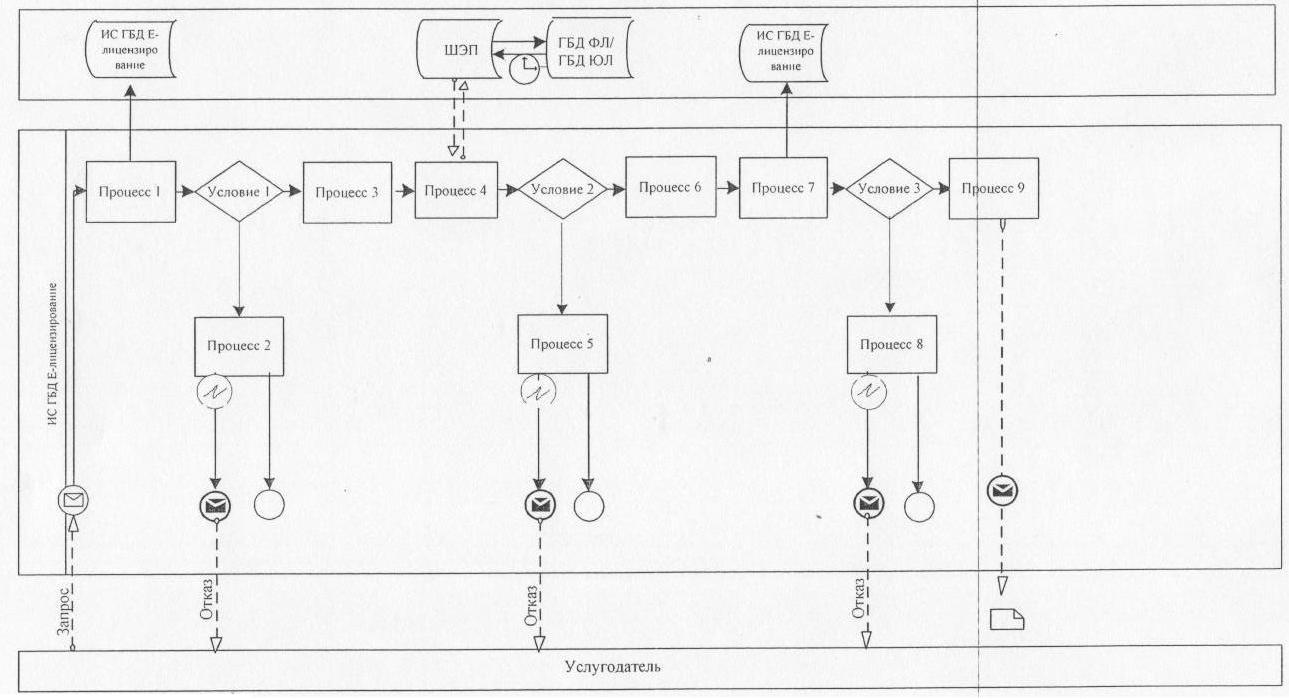 ИС ГБД Е-
лицензиро
вание
ШЭП
ГБД ФЛ/
ГБД ЮЛ
ИС ГБД Е-
лицензиро
вание
Процесс 1
Условие 1
Процесс 3
Процесс 4
Условие 2
Процесс 6
Процесс 7
Условие 3
Процесс 9
ИС ГБД Е-лицензирование
Процесс 2
Процесс 5
Процесс 8
Запрос
Отказ
Отказ
Отказ
Услугодатель